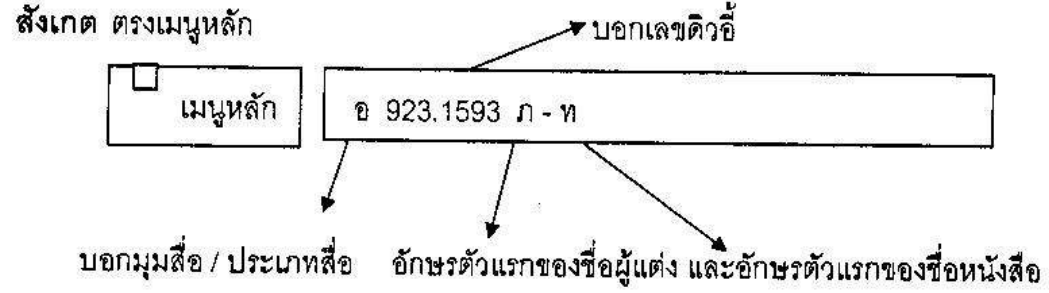 สังเกต ตรงเมนูหลัก
บอกเลขดิวอี้
เมนูหลัก
อ 923.1593 ภ - ท
บอกมุมสื่อ / ประเภทสื่อ
อักษรตัวแรกของชื่อผู้แต่ง และอักษรตัวแรกของชื่อหนังสือ